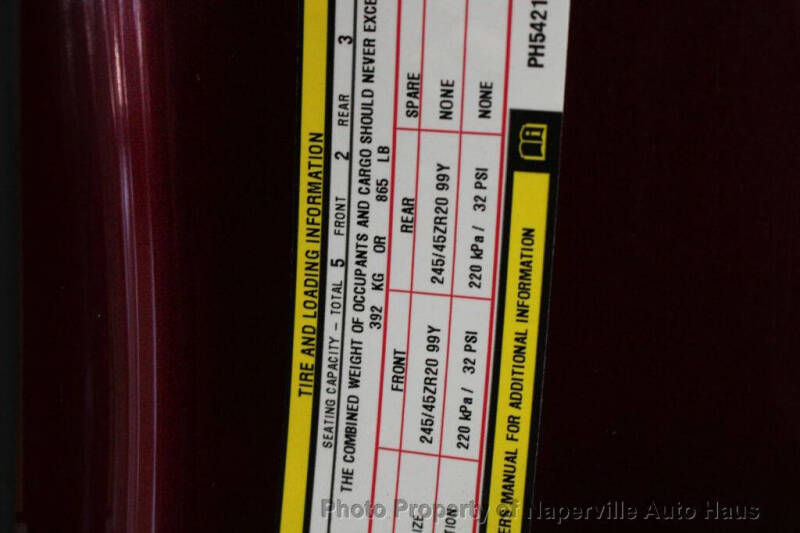 TIRE AND LOADING INFORMATION
SEATING CAPACITY – TOTAL 5 FRONT 2 REAR 3
THE COMBINED WEIGHT OF OCCUPANTS AND CARGO SHOULD NEVER EXCE
392 KG OR 865 LB
FRONT REAR SPARE
IZE 245/45ZR20 99Y 245/45ZR20 99Y NONE
TION 220 kPa / 32 PSI 220 kPa / 32 PSI NONE
ERS MANUAL FOR ADDITIONAL INFORMATION
PH5421
Photo Property of Naperville Auto Haus